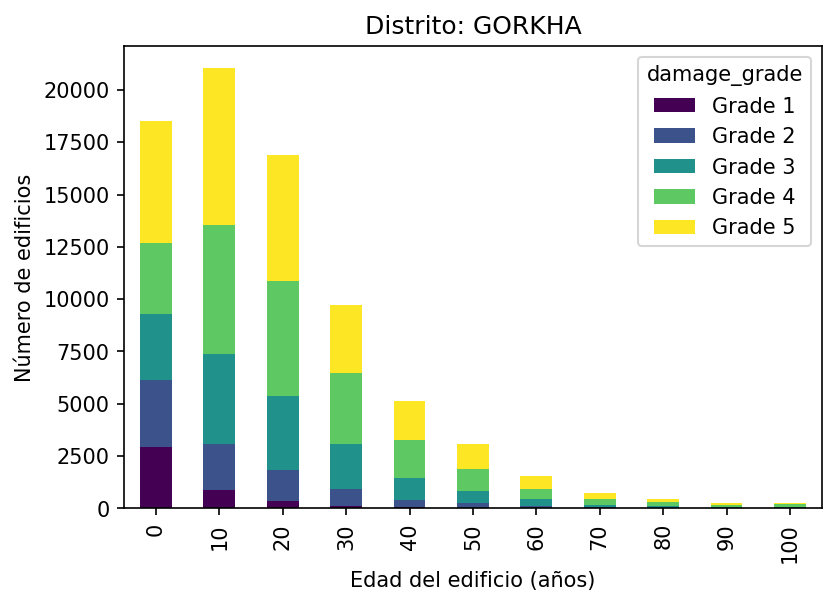 Distrito: GORKHA
damage_grade
Grade 1
Grade 2
Grade 3
Grade 4
Grade 5
Número de edificios
20000
17500
15000
12500
10000
7500
5000
2500
0
0 10 20 30 40 50 60 70 80 90 100
Edad del edificio (años)